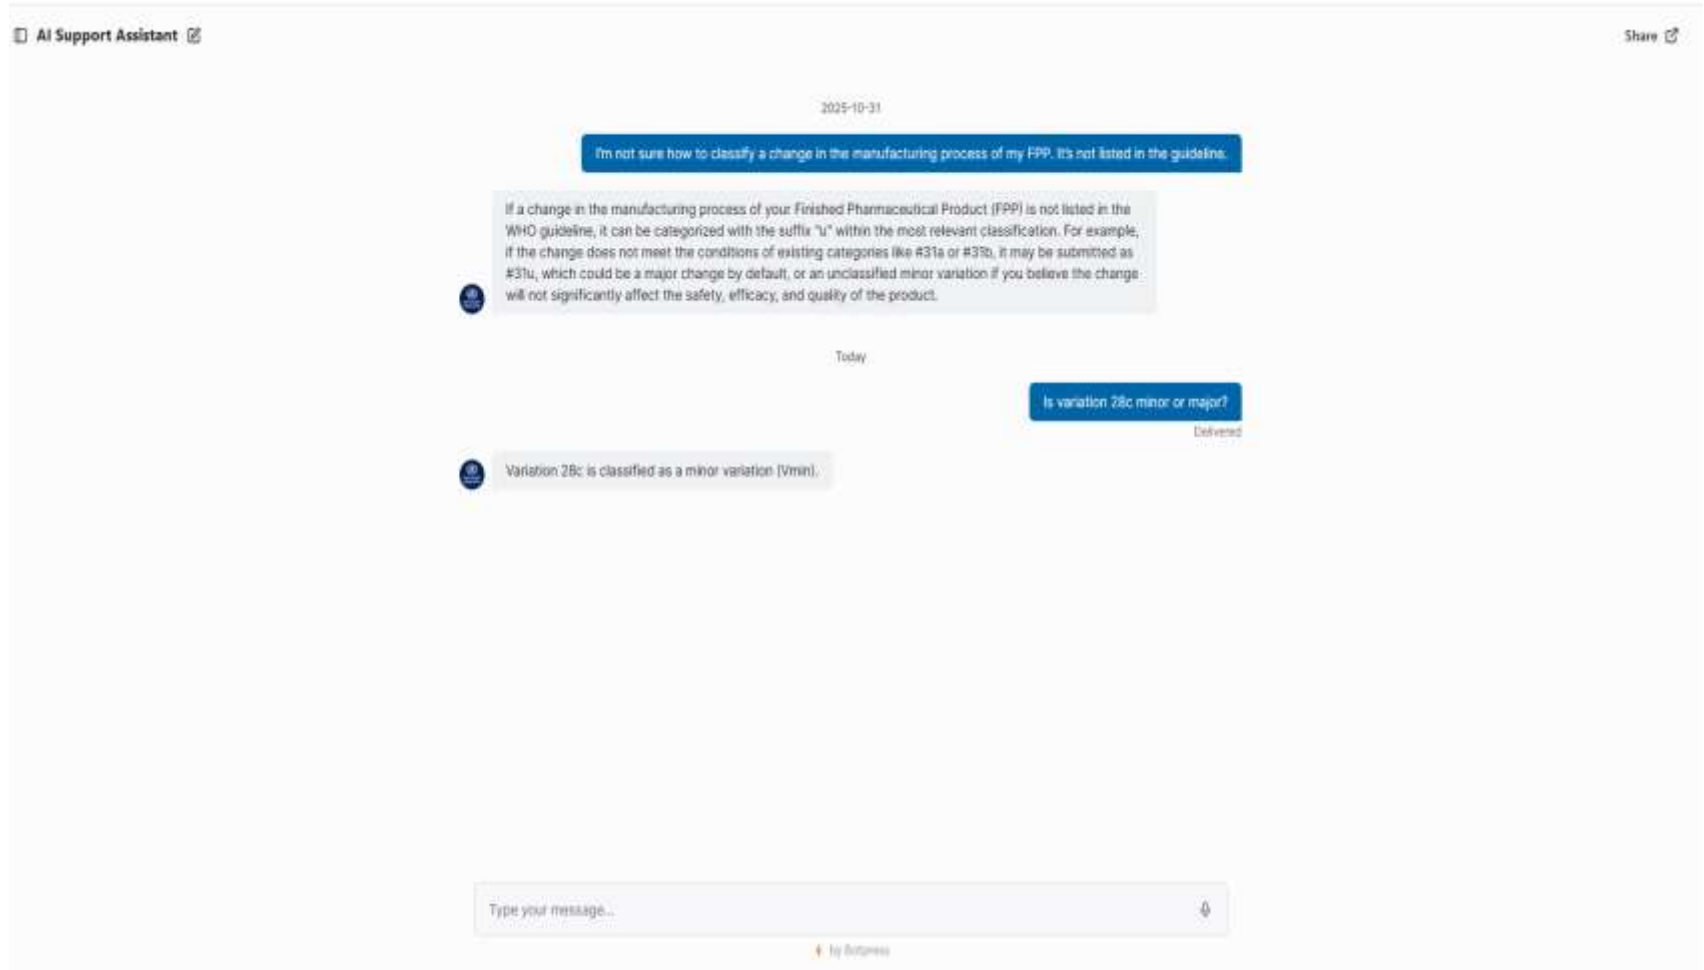 AI Support Assistant
Share
2025-10-31
I'm not sure how to classify a change in the manufacturing process of my FPP. It's not listed in the guideline.
If a change in the manufacturing process of your Finished Pharmaceutical Product (FPP) is not listed in the
WHO guideline, it can be categorized with the suffix "u" within the most relevant classification. For example,
if the change does not meet the conditions of existing categories like #31a or #31b, it may be submitted as
#31u, which could be a major change by default, or an unclassified minor variation if you believe the change
will not significantly affect the safety, efficacy, and quality of the product.
Today
Is variation 28c minor or major?
Delivered
Variation 28c is classified as a minor variation (Vmin).
Type your message...
by Botpress